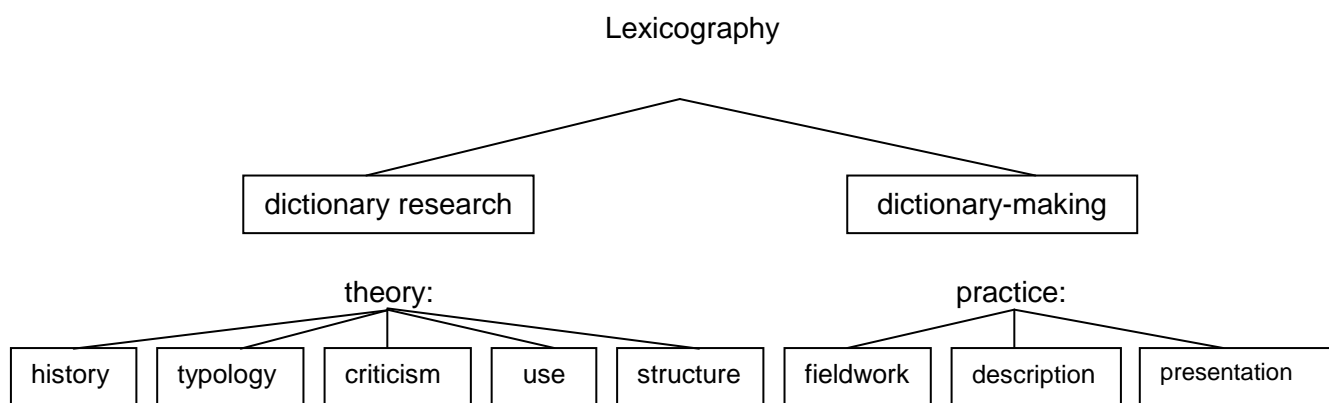 Lexicography
dictionary research
dictionary-making
theory:
practice:
history
typology
criticism
use
structure
fieldwork
description
presentation